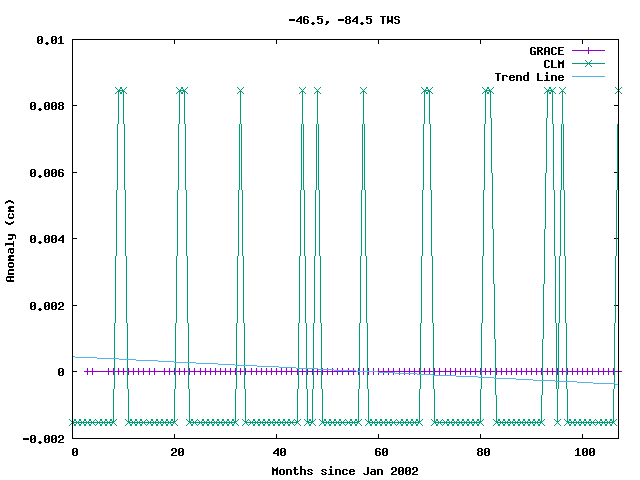 -46.5, -84.5 TWS
0.01
0.008
0.006
0.004
0.002
0
-0.002
Anomaly (cm)
GRACE
CLM
Trend Line
0 20 40 60 80 100
Months since Jan 2002